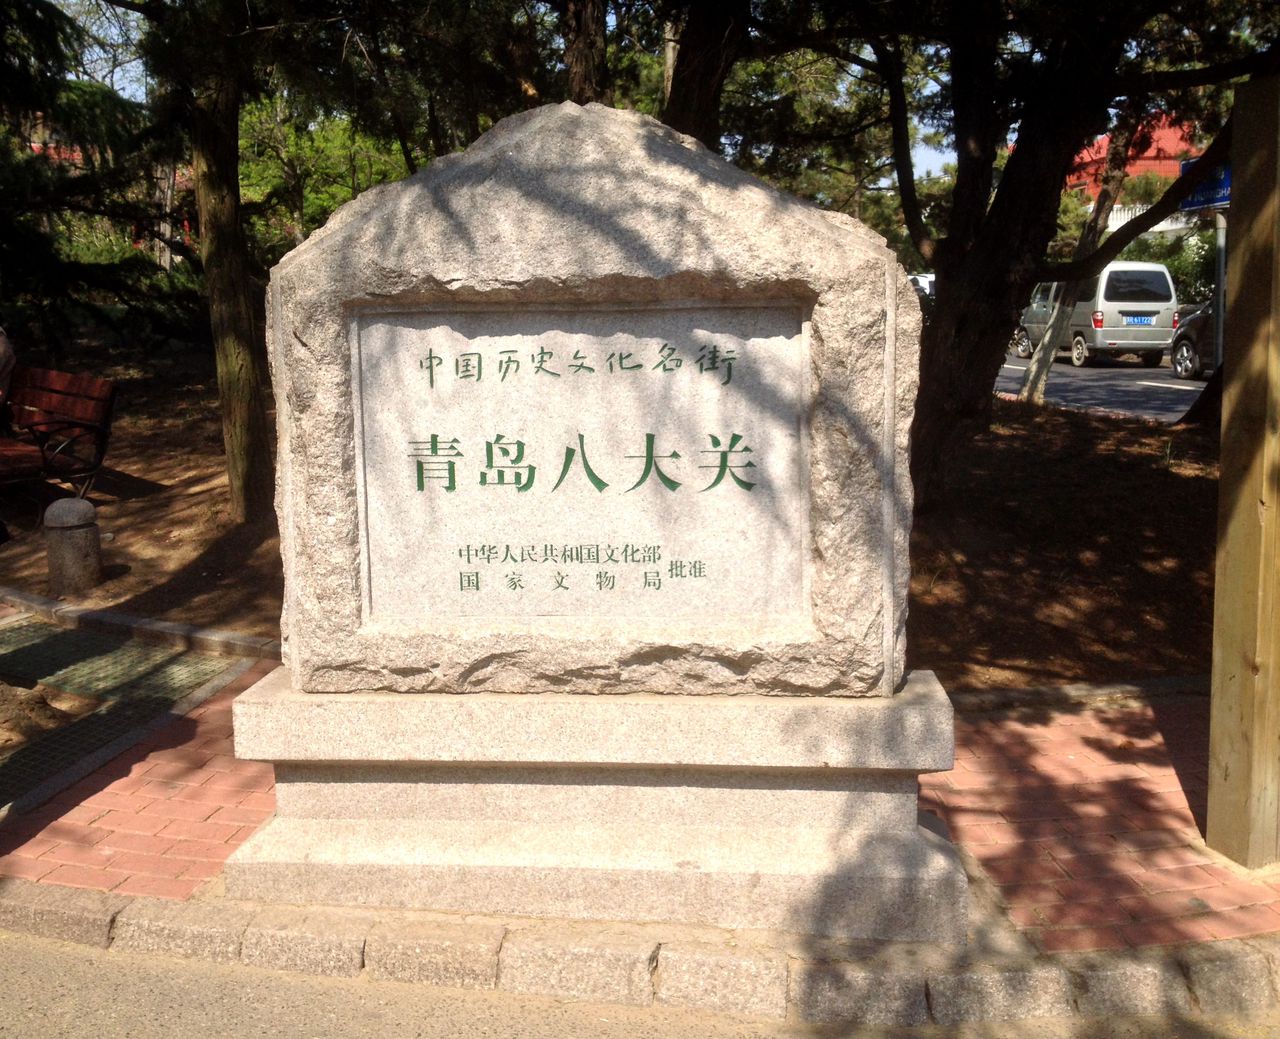 中国历史文化名街
青岛八大关
中华人民共和国文化部
国家文物局
批准